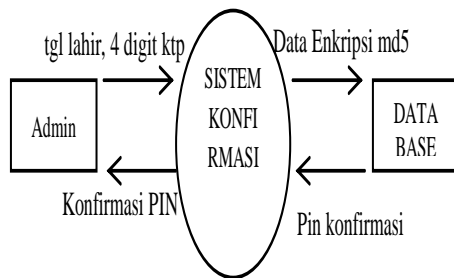 tgl lahir, 4 digit ktp
Data Enkripsi md5
SISTEM
KONFI
RMASI
Admin
DATA
BASE
Konfirmasi PIN
Pin konfirmasi